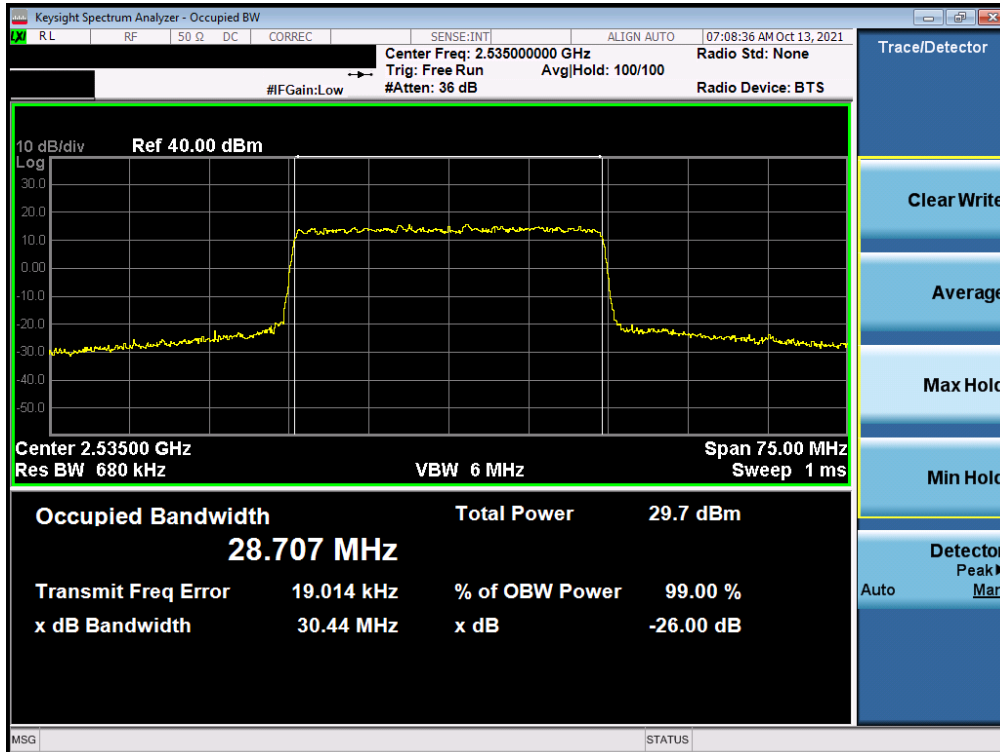 Keysight Spectrum Analyzer - Occupied BW
LXI RL RF 50 Ω DC CORREC SENSE:INT ALIGN AUTO 07:08:36 AM Oct 13, 2021
Center Freq: 2.535000000 GHz Radio Std: None
Trig: Free Run Avg|Hold: 100/100
#IFGain:Low #Atten: 36 dB Radio Device: BTS
Trace/Detector
10 dB/div Ref 40.00 dBm
Log
30.0
20.0
10.0
0.00
-10.0
-20.0
-30.0
-40.0
-50.0
Center 2.53500 GHz Span 75.00 MHz
Res BW 680 kHz VBW 6 MHz Sweep 1 ms
Occupied Bandwidth Total Power 29.7 dBm
28.707 MHz
Transmit Freq Error 19.014 kHz % of OBW Power 99.00 %
x dB Bandwidth 30.44 MHz x dB -26.00 dB
Clear Write
Average
Max Hold
Min Hold
Detector
Peak
Auto Man
MSG STATUS